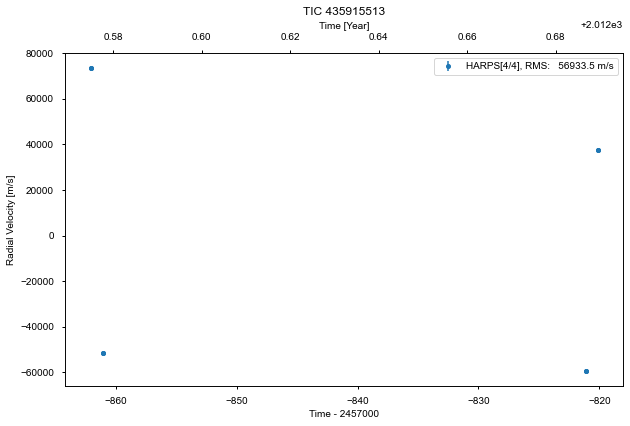 TIC 435915513
Time [Year]
+2.012e3
0.58 0.60 0.62 0.64 0.66 0.68
HARPS[4/4], RMS: 56933.5 m/s
Radial Velocity [m/s]
80000
60000
40000
20000
0
−20000
−40000
−60000
−860 −850 −840 −830 −820
Time - 2457000